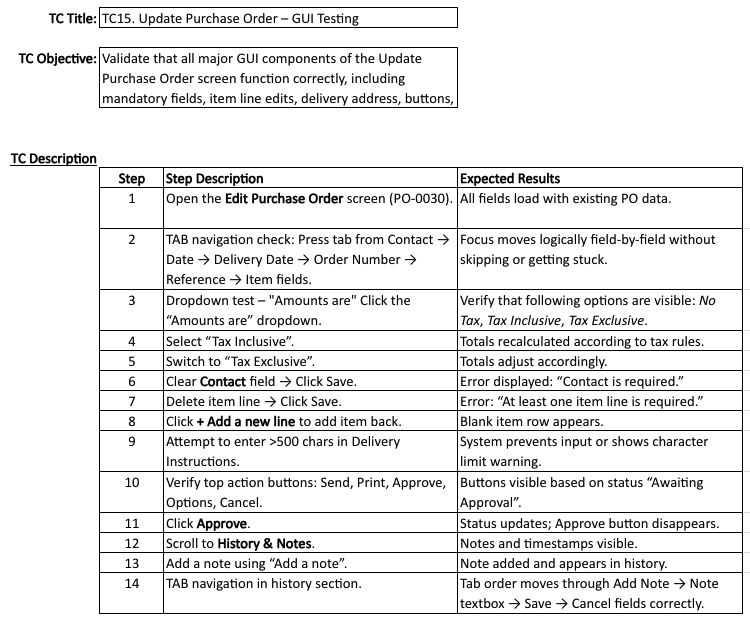 TC Title: TC15. Update Purchase Order – GUI Testing
TC Objective: Validate that all major GUI components of the Update
Purchase Order screen function correctly, including
mandatory fields, item line edits, delivery address, buttons,
TC Description
Step Step Description Expected Results
1 Open the Edit Purchase Order screen (PO-0030). All fields load with existing PO data.
2 TAB navigation check: Press tab from Contact → Focus moves logically field-by-field without
Date → Delivery Date → Order Number → skipping or getting stuck.
Reference → Item fields.
3 Dropdown test – "Amounts are" Click the Verify that following options are visible: No
“Amounts are” dropdown. Tax, Tax Inclusive, Tax Exclusive.
4 Select “Tax Inclusive”. Totals recalculated according to tax rules.
5 Switch to “Tax Exclusive”. Totals adjust accordingly.
6 Clear Contact field → Click Save. Error displayed: “Contact is required.”
7 Delete item line → Click Save. Error: “At least one item line is required.”
8 Click + Add a new line to add item back. Blank item row appears.
9 Attempt to enter >500 chars in Delivery System prevents input or shows character
Instructions. limit warning.
10 Verify top action buttons: Send, Print, Approve, Buttons visible based on status “Awaiting
Options, Cancel. Approval”.
11 Click Approve. Status updates; Approve button disappears.
12 Scroll to History & Notes. Notes and timestamps visible.
13 Add a note using “Add a note”. Note added and appears in history.
14 TAB navigation in history section. Tab order moves through Add Note → Note
textbox → Save → Cancel fields correctly.